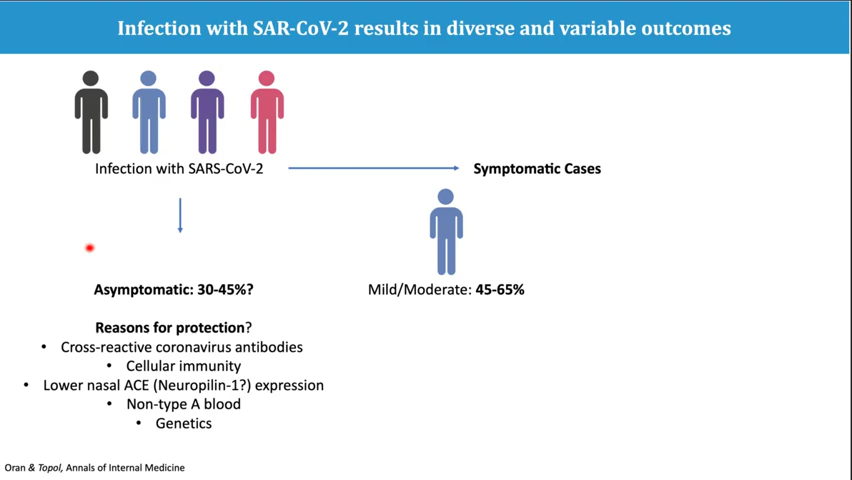 Infection with SAR-CoV-2 results in diverse and variable outcomes
Infection with SARS-CoV-2
Symptomatic Cases
Asymptomatic: 30-45%?
Mild/Moderate: 45-65%
Reasons for protection?
• Cross-reactive coronavirus antibodies
• Cellular immunity
• Lower nasal ACE (Neuropilin-1?) expression
• Non-type A blood
• Genetics
Oran & Topol, Annals of Internal Medicine